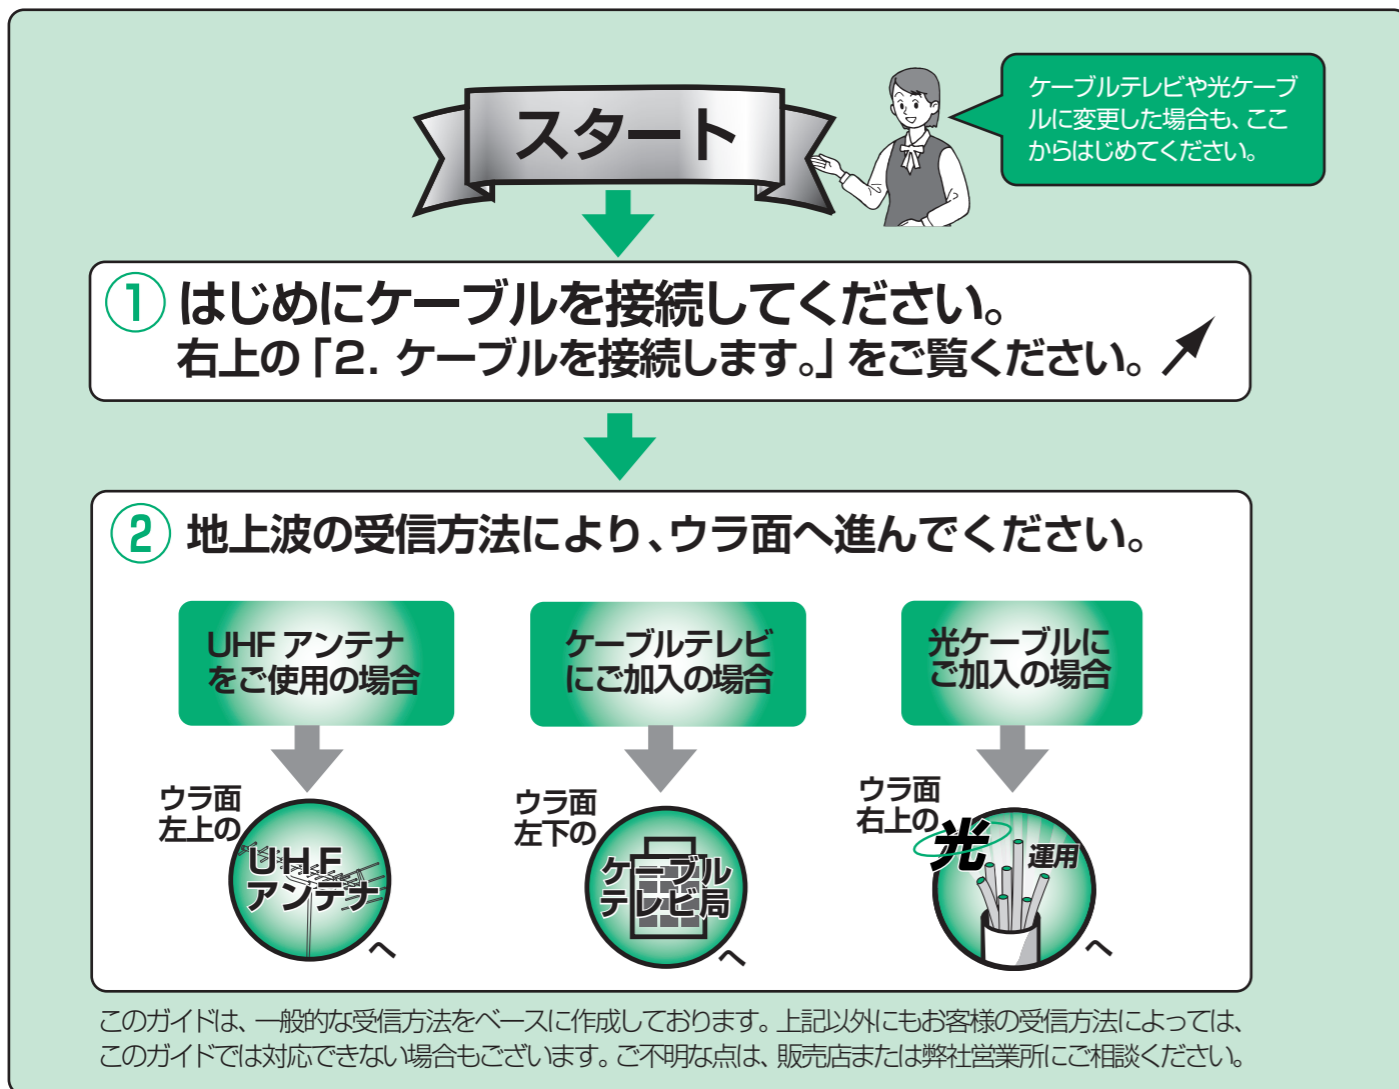 スタート
ケーブルテレビや光ケーブ
ルに変更した場合も、ここ
からはじめてください。
① はじめにケーブルを接続してください。
右上の「2. ケーブルを接続します。」をご覧ください。
② 地上波の受信方法により、ウラ面へ進んでください。
UHF アンテナ
をご使用の場合
ケーブルテレビ
にご加入の場合
光ケーブルに
ご加入の場合
ウラ面
左上の
UHF
アンテナ
へ
ウラ面
左下の
ケーブル
テレビ局
へ
ウラ面
右上の
光 運用
へ
このガイドは、一般的な受信方法をベースに作成しております。上記以外にもお客様の受信方法によっては、
このガイドでは対応できない場合もございます。ご不明な点は、販売店または弊社営業所にご相談ください。